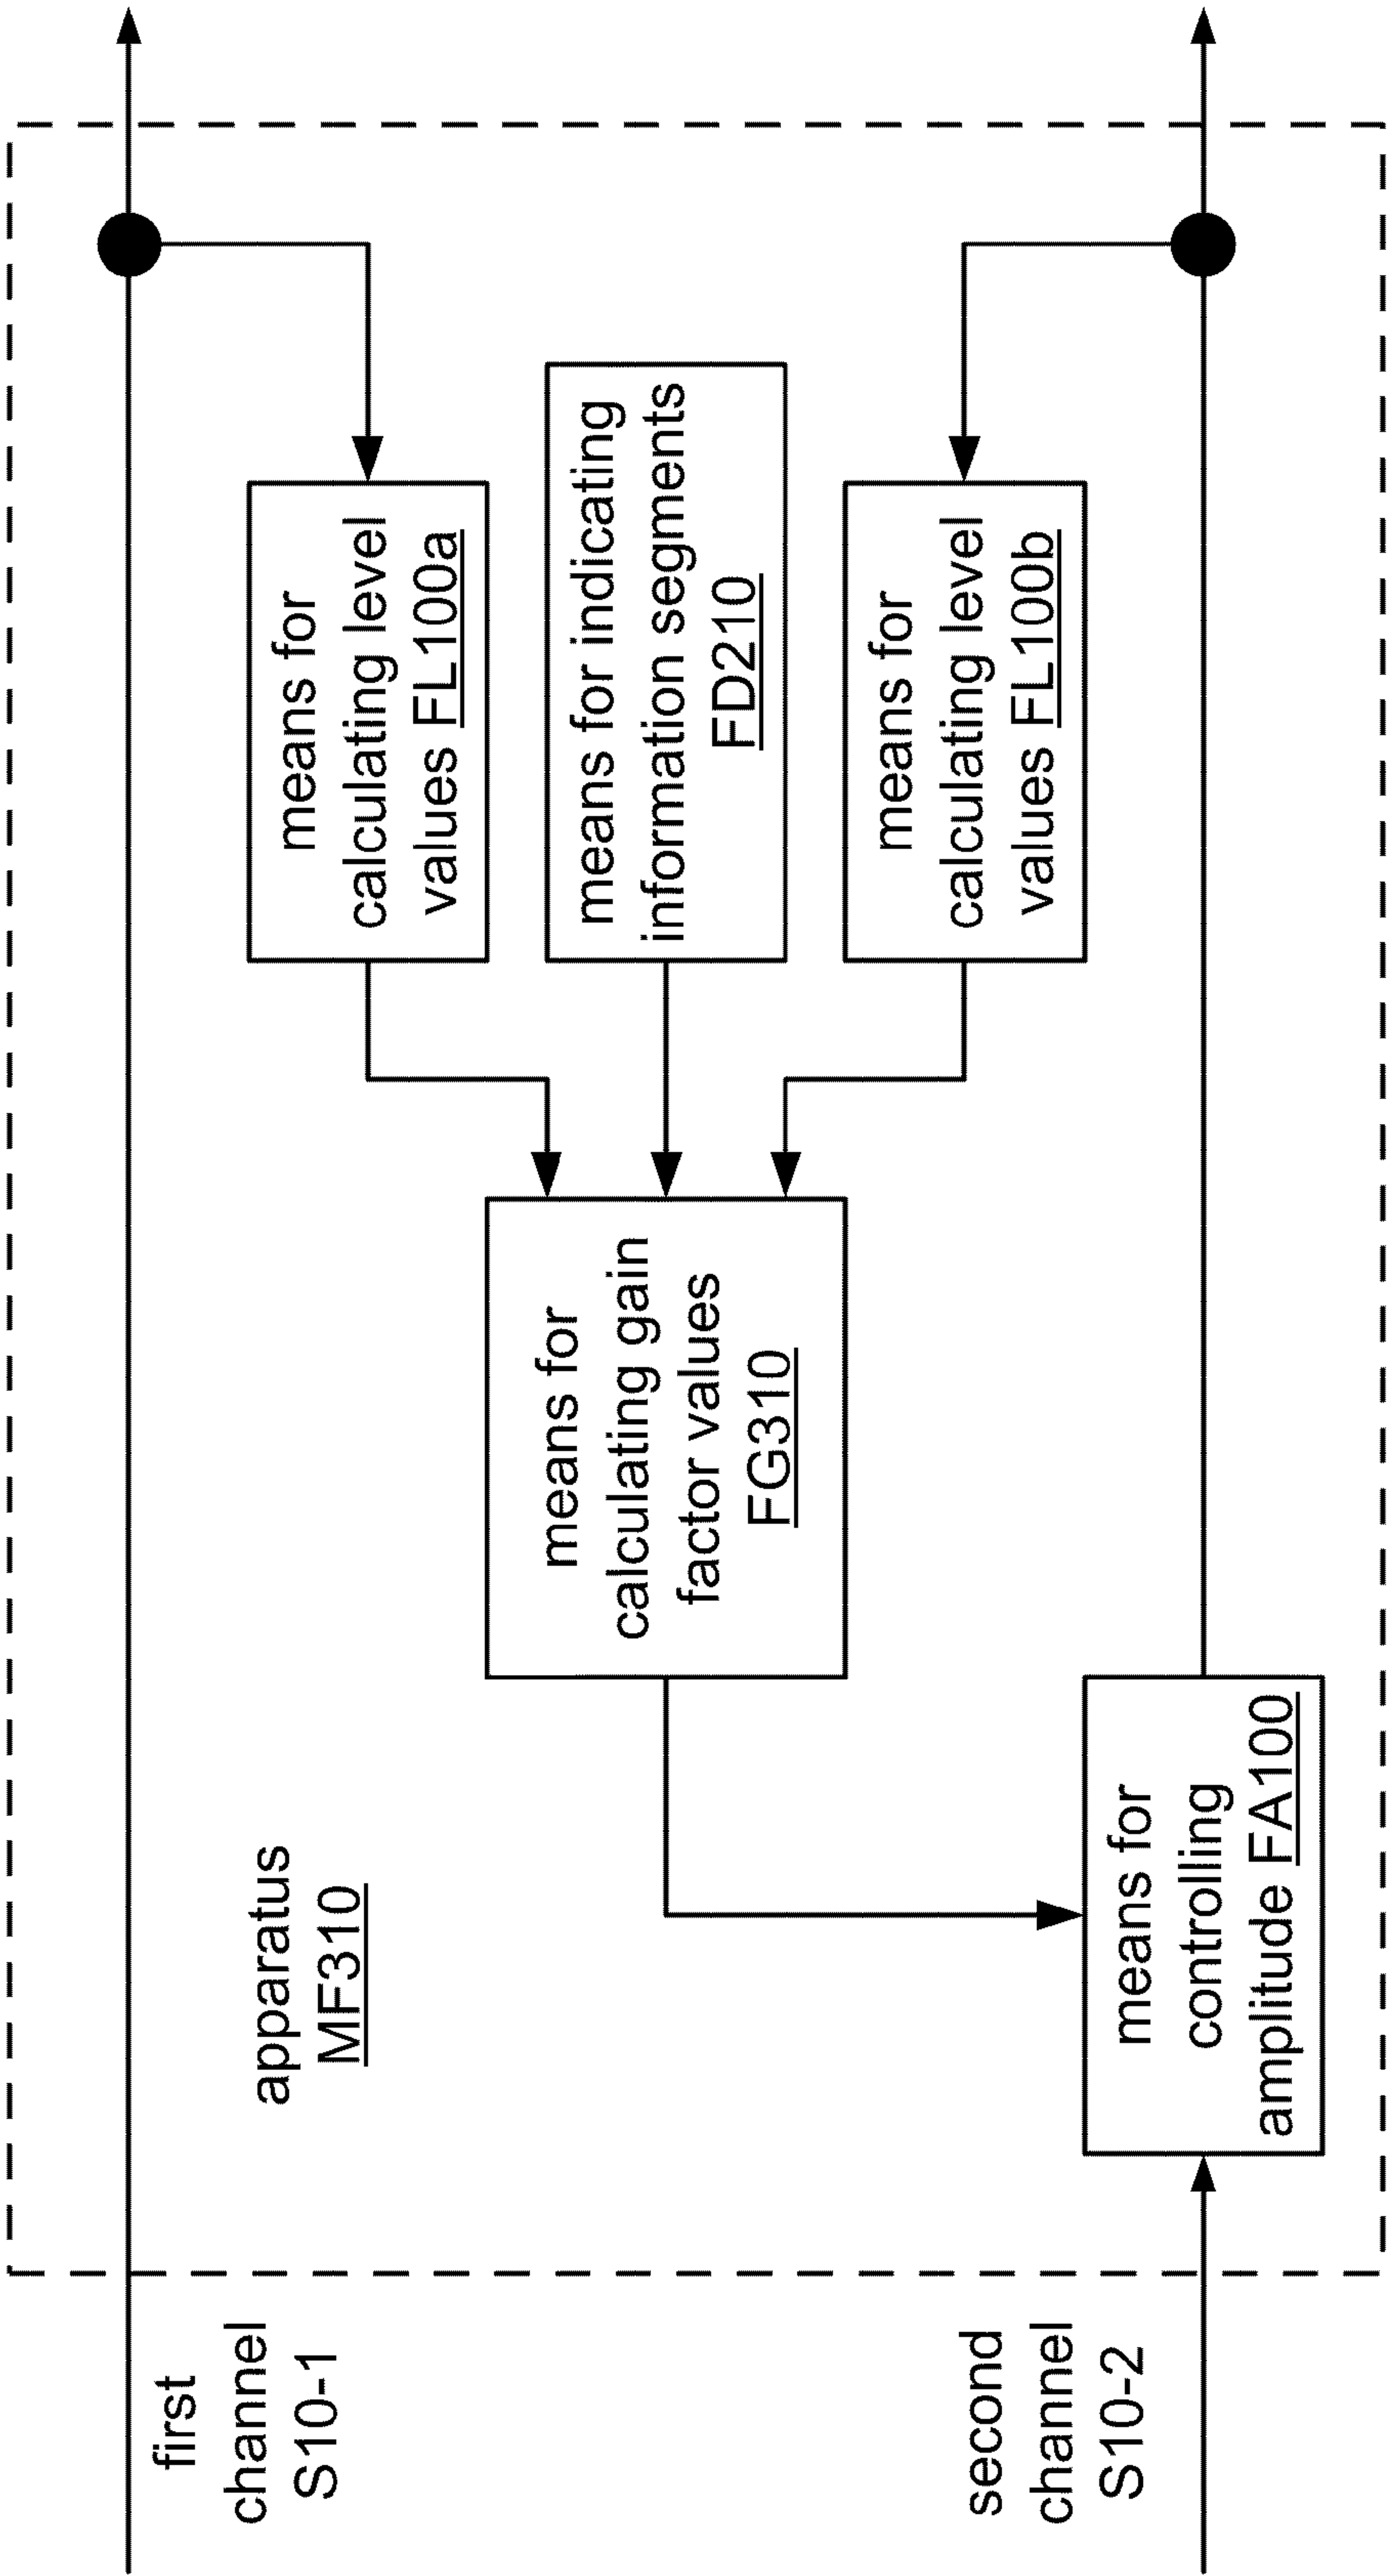 first
channel
S10-1
apparatus
MF310
means for
calculating level
values FL100a
means for
calculating gain
factor values
FG310
means for indicating
information segments
FD210
means for
calculating level
values FL100b
second
channel
S10-2
means for
controlling
amplitude FA100